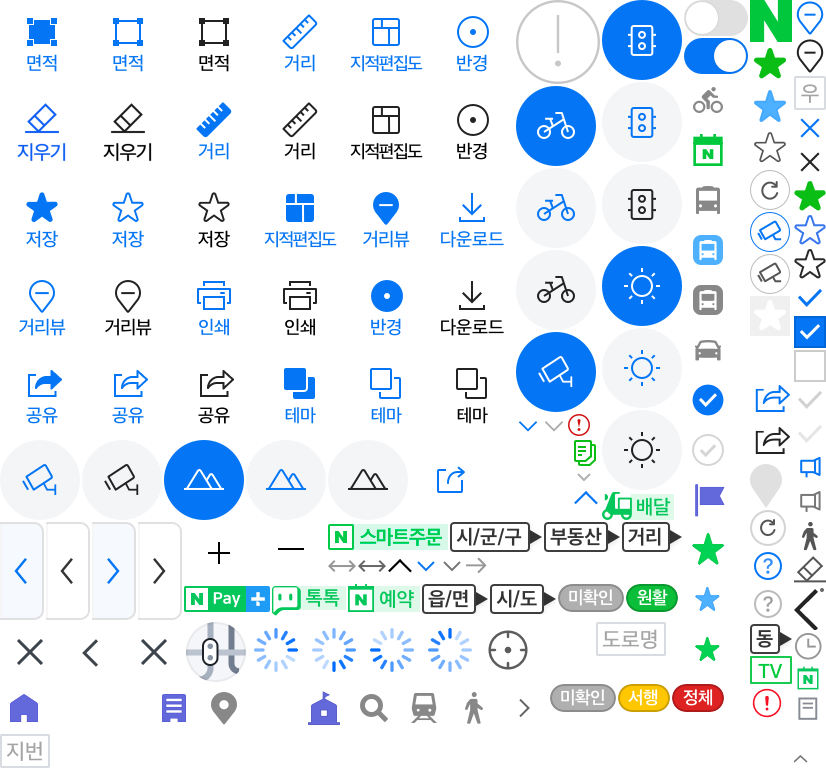 면적 면적 면적 거리 지적편집도 반경
우
지우기 지우기 거리 거리 지적편집도 반경
N
저장 저장 저장 지적편집도 거리뷰 다운로드
거리뷰 거리뷰 인쇄 인쇄 반경 다운로드
공유 공유 공유 테마 테마 테마
배달
N 스마트주문 시/군/구 부동산 거리
N Pay + 톡톡 N 예약 읍/면 시/도 미확인 원활
도로명 동
TV N
미확인 서행 정체
지번